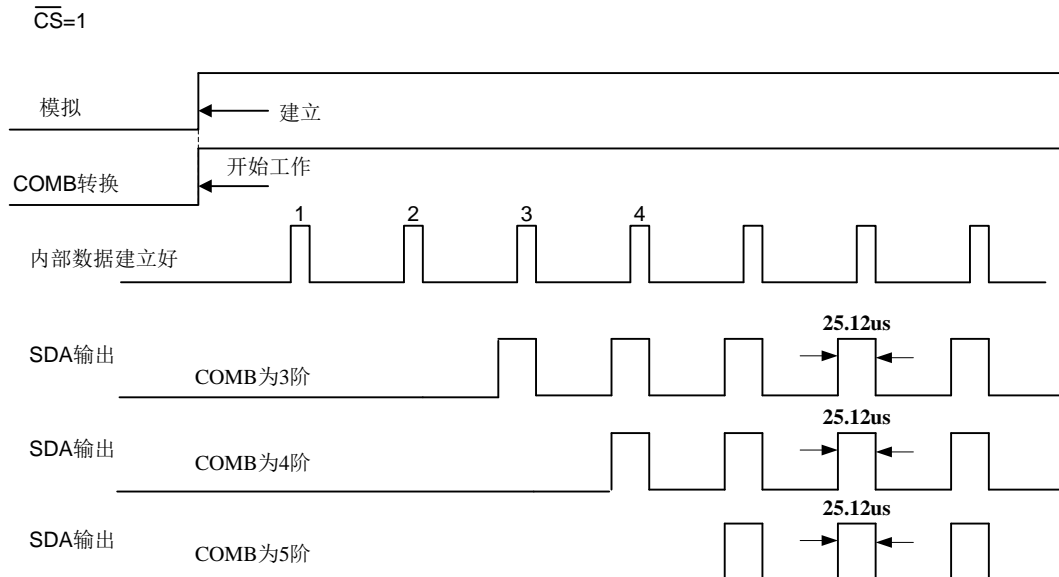 C̅S̅=1
模拟
建立
COMB转换
开始工作
1 2 3 4
内部数据建立好
25.12us
SDA输出
COMB为3阶
25.12us
SDA输出
COMB为4阶
25.12us
SDA输出
COMB为5阶